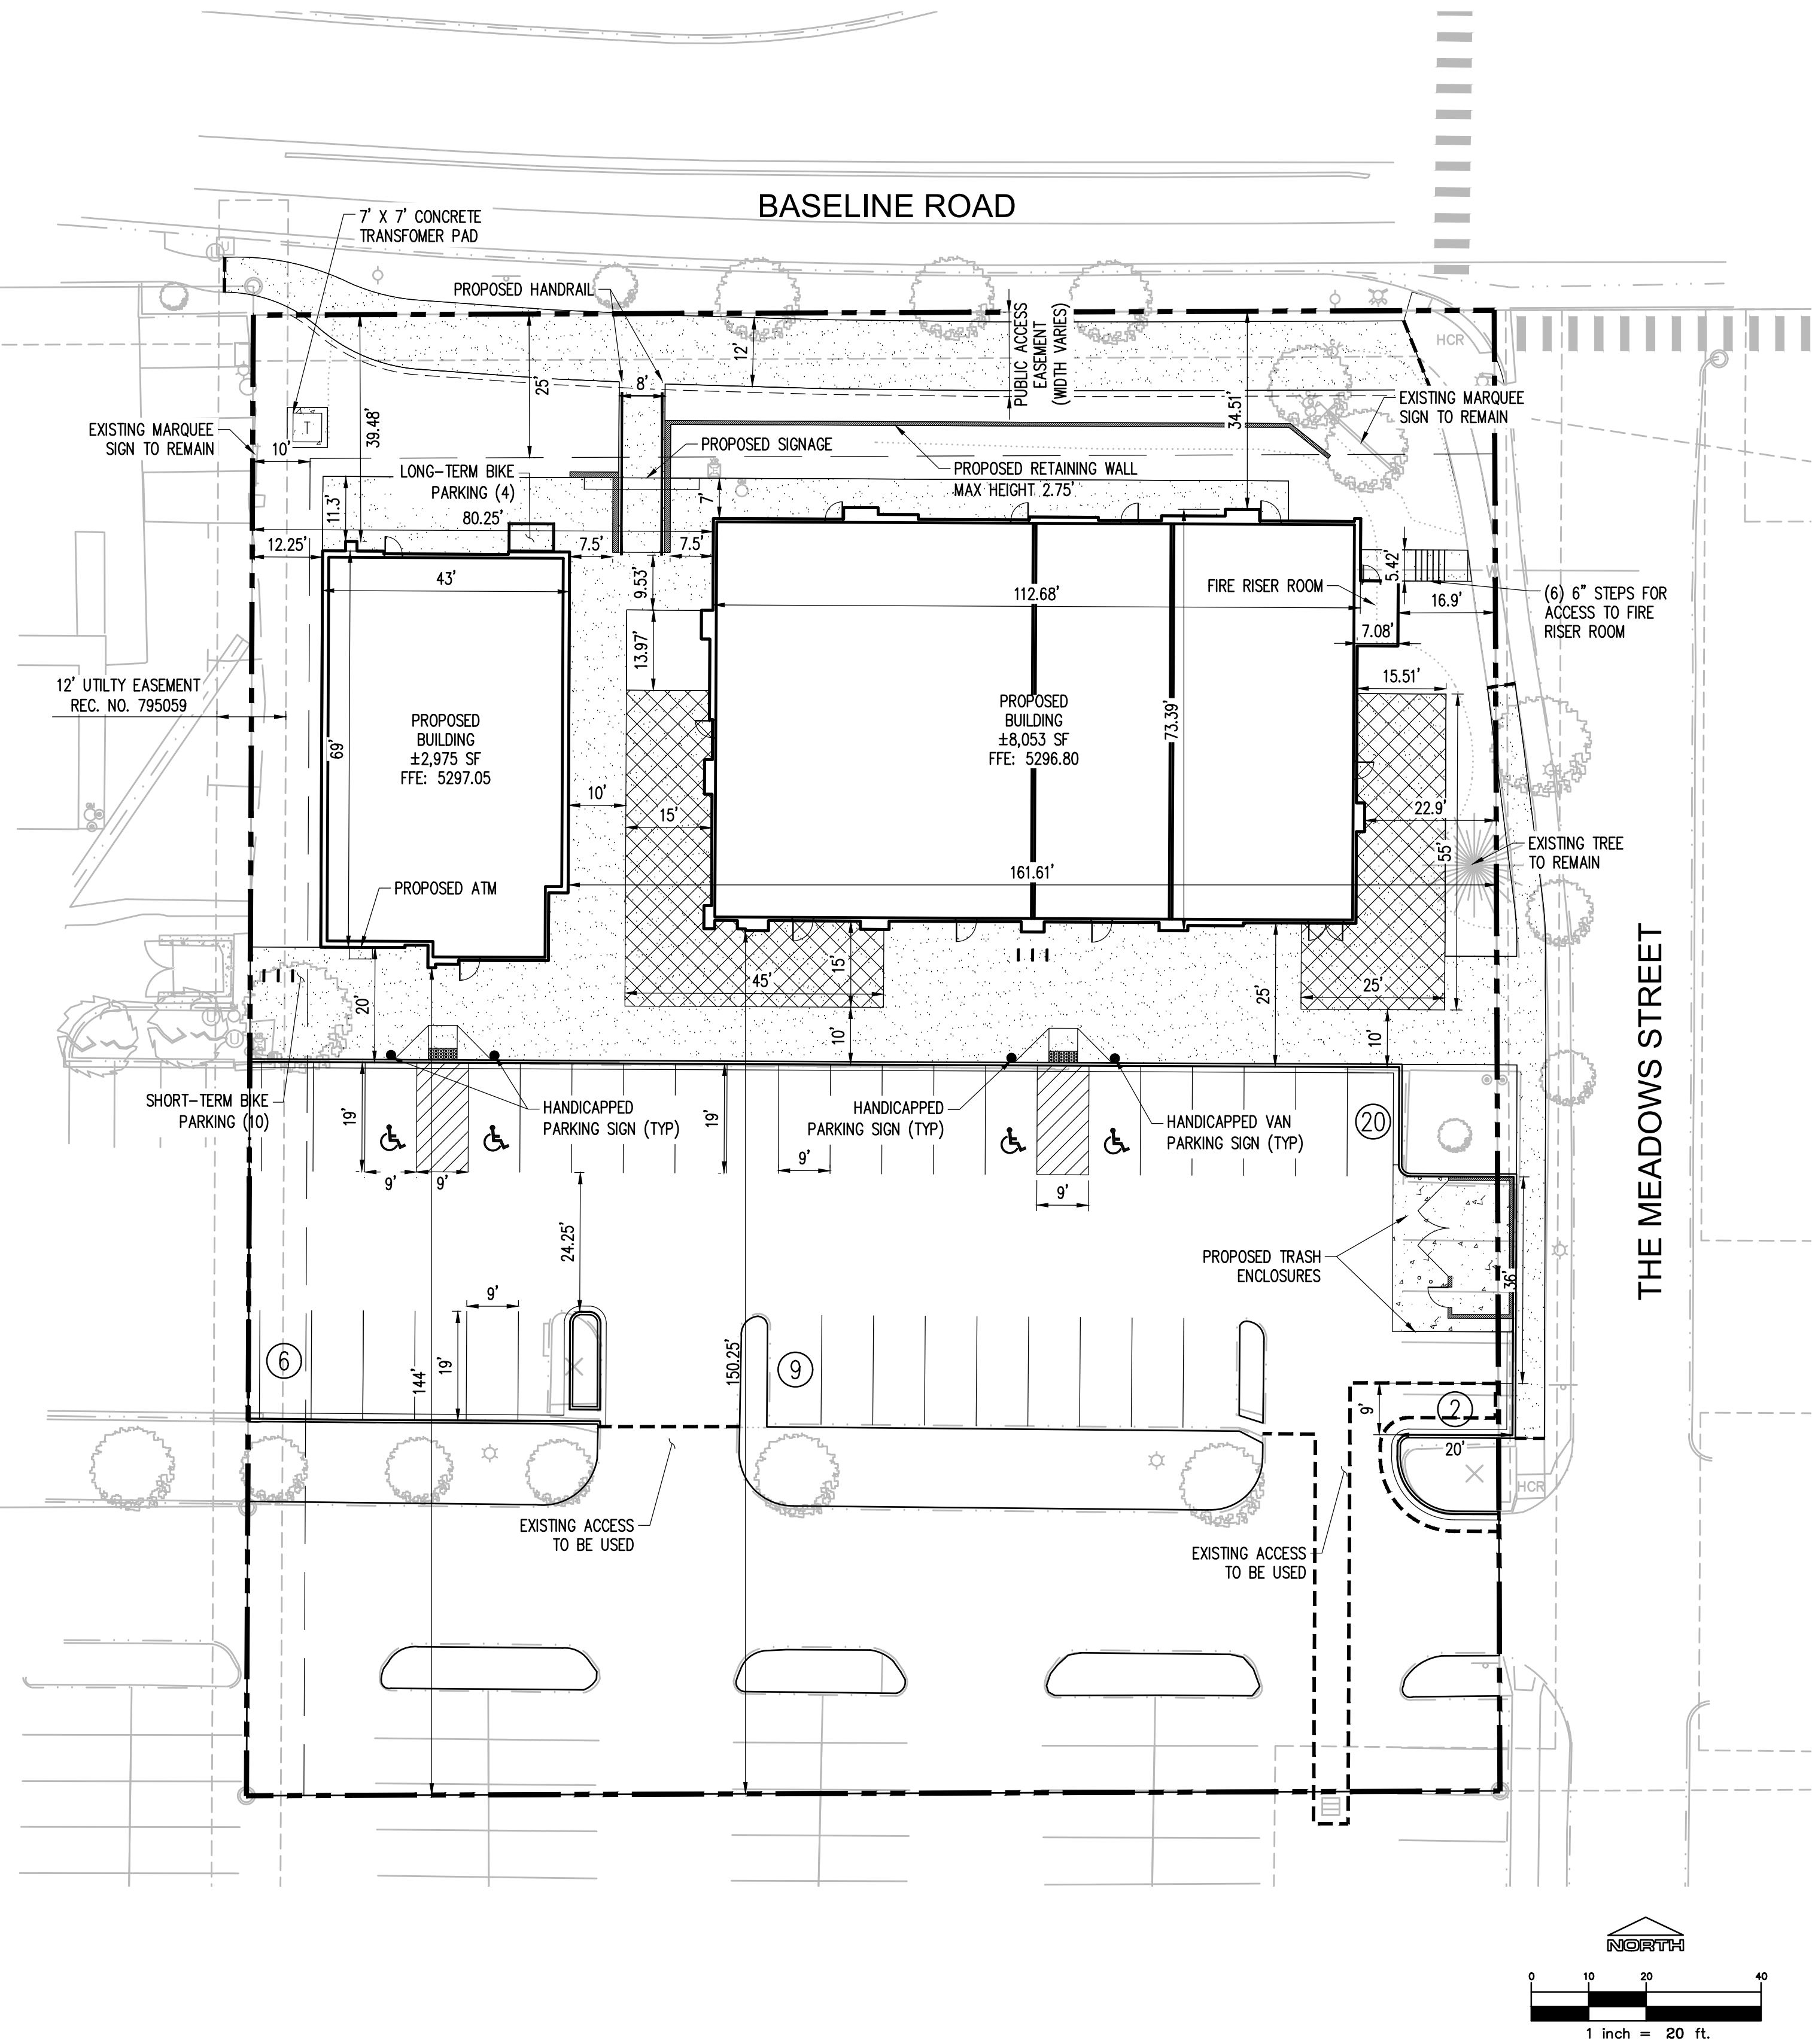 BASELINE ROAD
7' X 7' CONCRETE
TRANSFOMER PAD
PROPOSED HANDRAIL
U
PUBLIC ACCESS
EASEMENT
(WIDTH VARIES)
12'
HCR
25'
8'
39.48'
34.51'
T
EXISTING MARQUEE
SIGN TO REMAIN
EXISTING MARQUEE
SIGN TO REMAIN
10'
PROPOSED SIGNAGE
LONG-TERM BIKE
PARKING (4)
PROPOSED RETAINING WALL
MAX HEIGHT 2.75'
7'
11.3'
80.25'
12.25'
7.5'
7.5'
43'
9.53'
112.68'
FIRE RISER ROOM
5.42'
W
16.9'
(6) 6" STEPS FOR
ACCESS TO FIRE
RISER ROOM
7.08'
13.97'
15.51'
12' UTILTY EASEMENT
REC. NO. 795059
PROPOSED
BUILDING
±2,975 SF
FFE: 5297.05
69'
PROPOSED
BUILDING
±8,053 SF
FFE: 5296.80
73.39'
10'
15'
22.9'
55'
EXISTING TREE
TO REMAIN
161.61'
PROPOSED ATM
20'
45'
15'
25'
25'
10'
10'
THE MEADOWS STREET
SHORT-TERM BIKE
PARKING (10)
19'
HANDICAPPED
PARKING SIGN (TYP)
19'
HANDICAPPED
PARKING SIGN (TYP)
HANDICAPPED VAN
PARKING SIGN (TYP)
20
9'
9'
9'
9'
24.25'
PROPOSED TRASH
ENCLOSURES
36'
9'
6
144'
19'
150.25'
9
9'
2
20'
HCR
EXISTING ACCESS
TO BE USED
EXISTING ACCESS
TO BE USED
NORTH
0 10 20 40
1 inch = 20 ft.